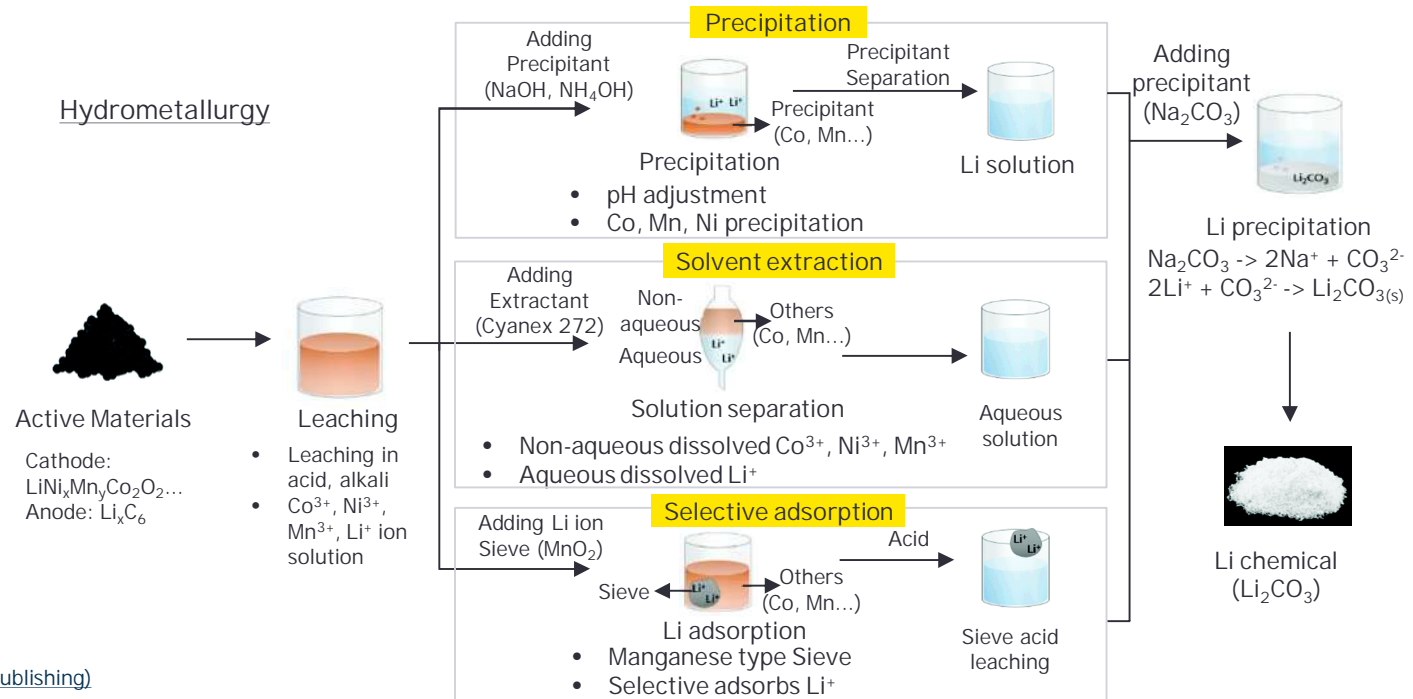 Hydrometallurgy
Active Materials
Cathode:
LiNiₓMnᵧCo₂O₂...
Anode: LiₓC₆
Leaching
• Leaching in
acid, alkali
• Co³⁺, Ni³⁺,
Mn³⁺, Li⁺ ion
solution
Precipitation
Adding
Precipitant
(NaOH, NH₄OH)
Li⁺ Li⁺
Precipitant
(Co, Mn...)
Precipitant
Separation
Precipitation
Li solution
• pH adjustment
• Co, Mn, Ni precipitation
Solvent extraction
Adding
Extractant
(Cyanex 272)
Non-
aqueous
Aqueous
Li⁺
Li⁺
Others
(Co, Mn...)
Solution separation
Aqueous
solution
• Non-aqueous dissolved Co³⁺, Ni³⁺, Mn³⁺
• Aqueous dissolved Li⁺
Selective adsorption
Adding Li ion
Sieve (MnO₂)
Sieve
Li⁺
Li⁺
Others
(Co, Mn...)
Acid
Li⁺
Li⁺
Li adsorption
Sieve acid
leaching
• Manganese type Sieve
• Selective adsorbs Li⁺
Adding
precipitant
(Na₂CO₃)
Li₂CO₃
Li precipitation
Na₂CO₃ -> 2Na⁺ + CO₃²⁻
2Li⁺ + CO₃²⁻ -> Li₂CO₃₍ₛ₎
Li chemical
(Li₂CO₃)
ublishing)